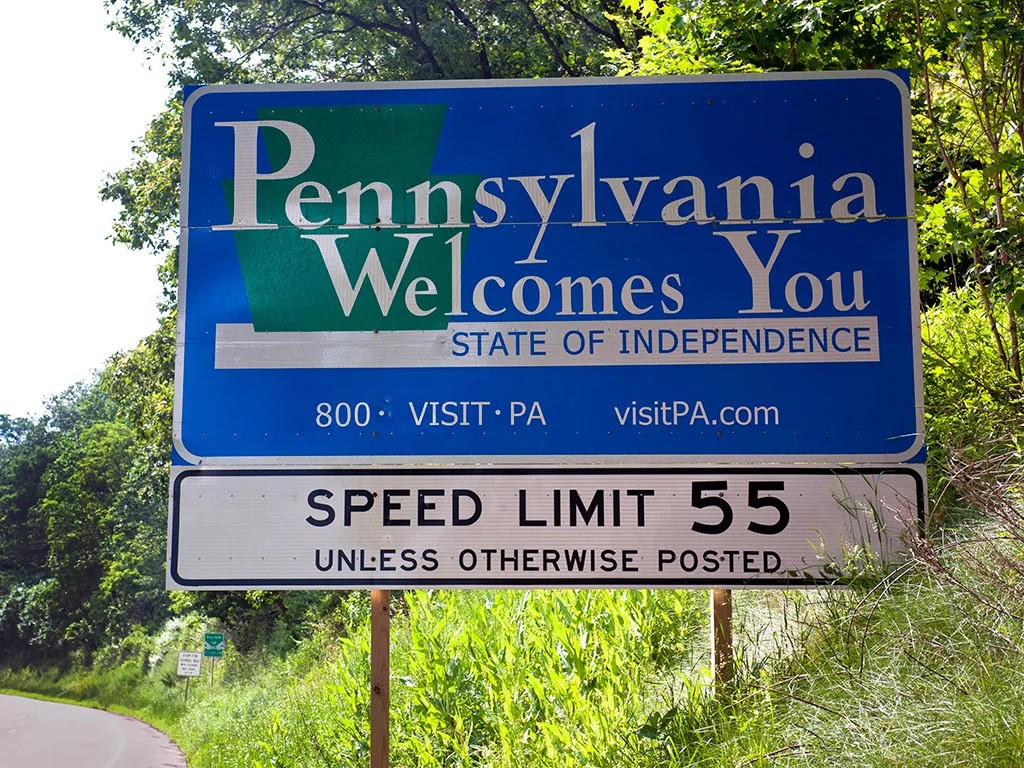 Pennsylvania
Welcomes You
STATE OF INDEPENDENCE
800· VISIT·PA visitPA.com
SPEED LIMIT 55
UNLESS OTHERWISE POSTED